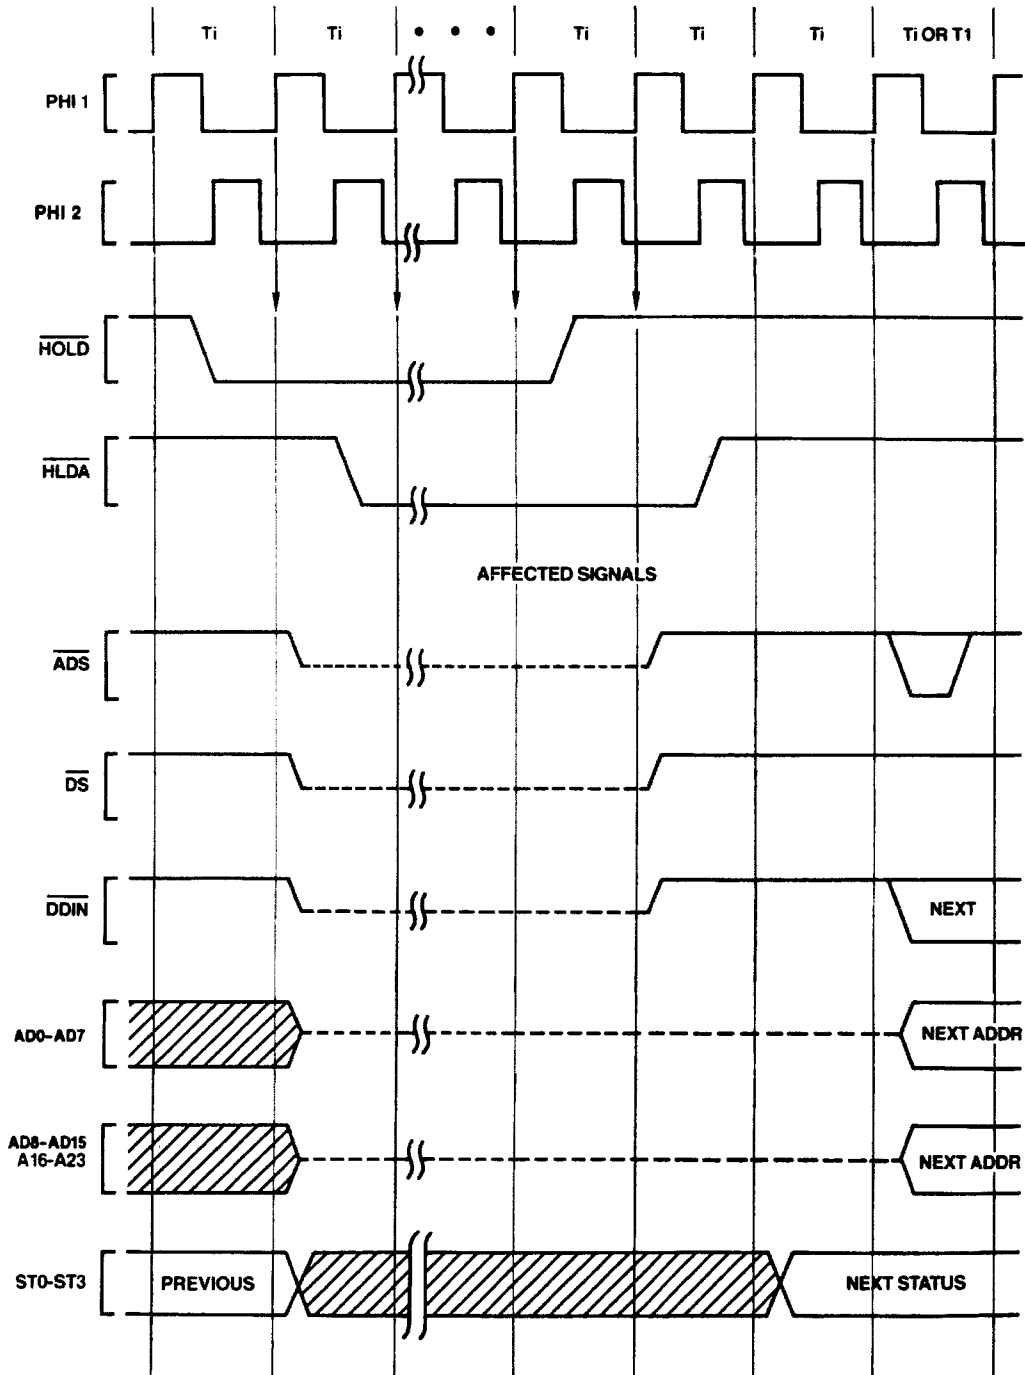 Ti Ti • • • Ti Ti Ti Ti OR T1
PHI 1
PHI 2
HOLD
HLDA
AFFECTED SIGNALS
ADS
DS
DDIN NEXT
AD0-AD7 NEXT ADDR
AD8-AD15
A16-A23 NEXT ADDR
ST0-ST3 PREVIOUS NEXT STATUS